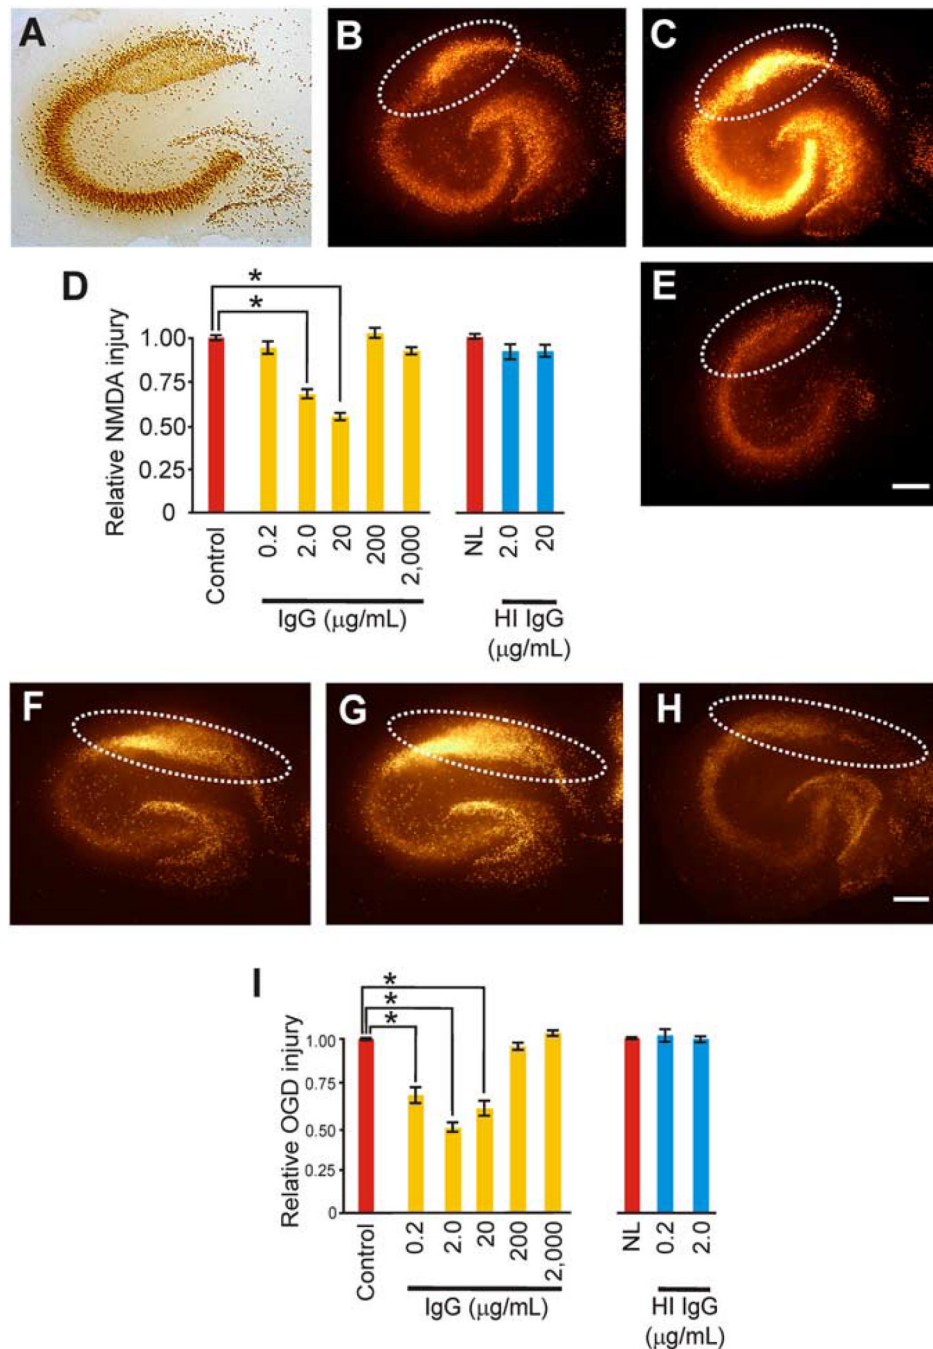 A
B
C
D
E
*
*
Relative NMDA injury
1.00
0.75
0.50
0.25
0
Control
0.2
2.0
20
200
2,000
IgG (μg/mL)
NL
2.0
20
HI IgG
(μg/mL)
F
G
H
I
*
*
*
Relative OGD injury
1.00
0.75
0.50
0.25
0
Control
0.2
2.0
20
200
2,000
IgG (μg/mL)
NL
0.2
2.0
HI IgG
(μg/mL)